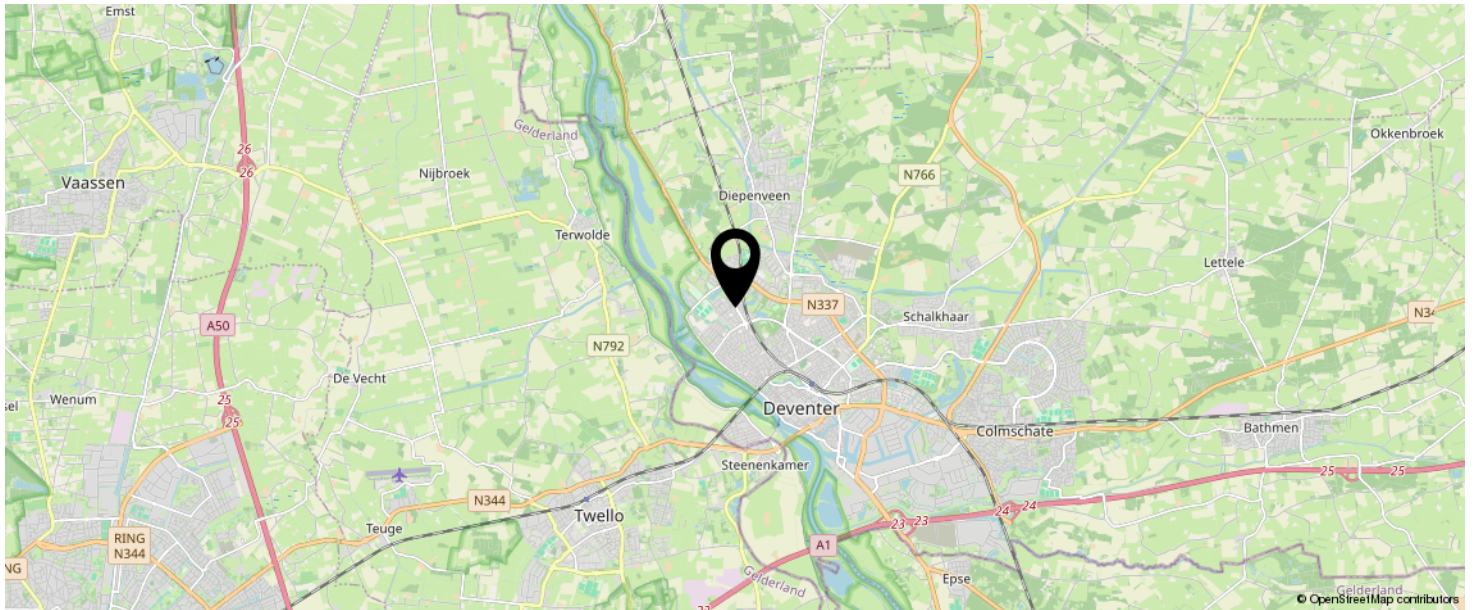 Emst
Gelderland
Okkenbroek
26
26
Vaassen
Nijbroek
N766
Diepenveen
Terwolde
Lettele
N337
Schalkhaar
A50
N792
De Vecht
25
25
Wenum
Deventer
Colmschate
Bathmen
Steenenkamer
25
25
N344
Twello
24
24
23
23
Teuge
RING
N344
A1
Epse
Gelderland
Gelderland
© OpenStreetMap contributors